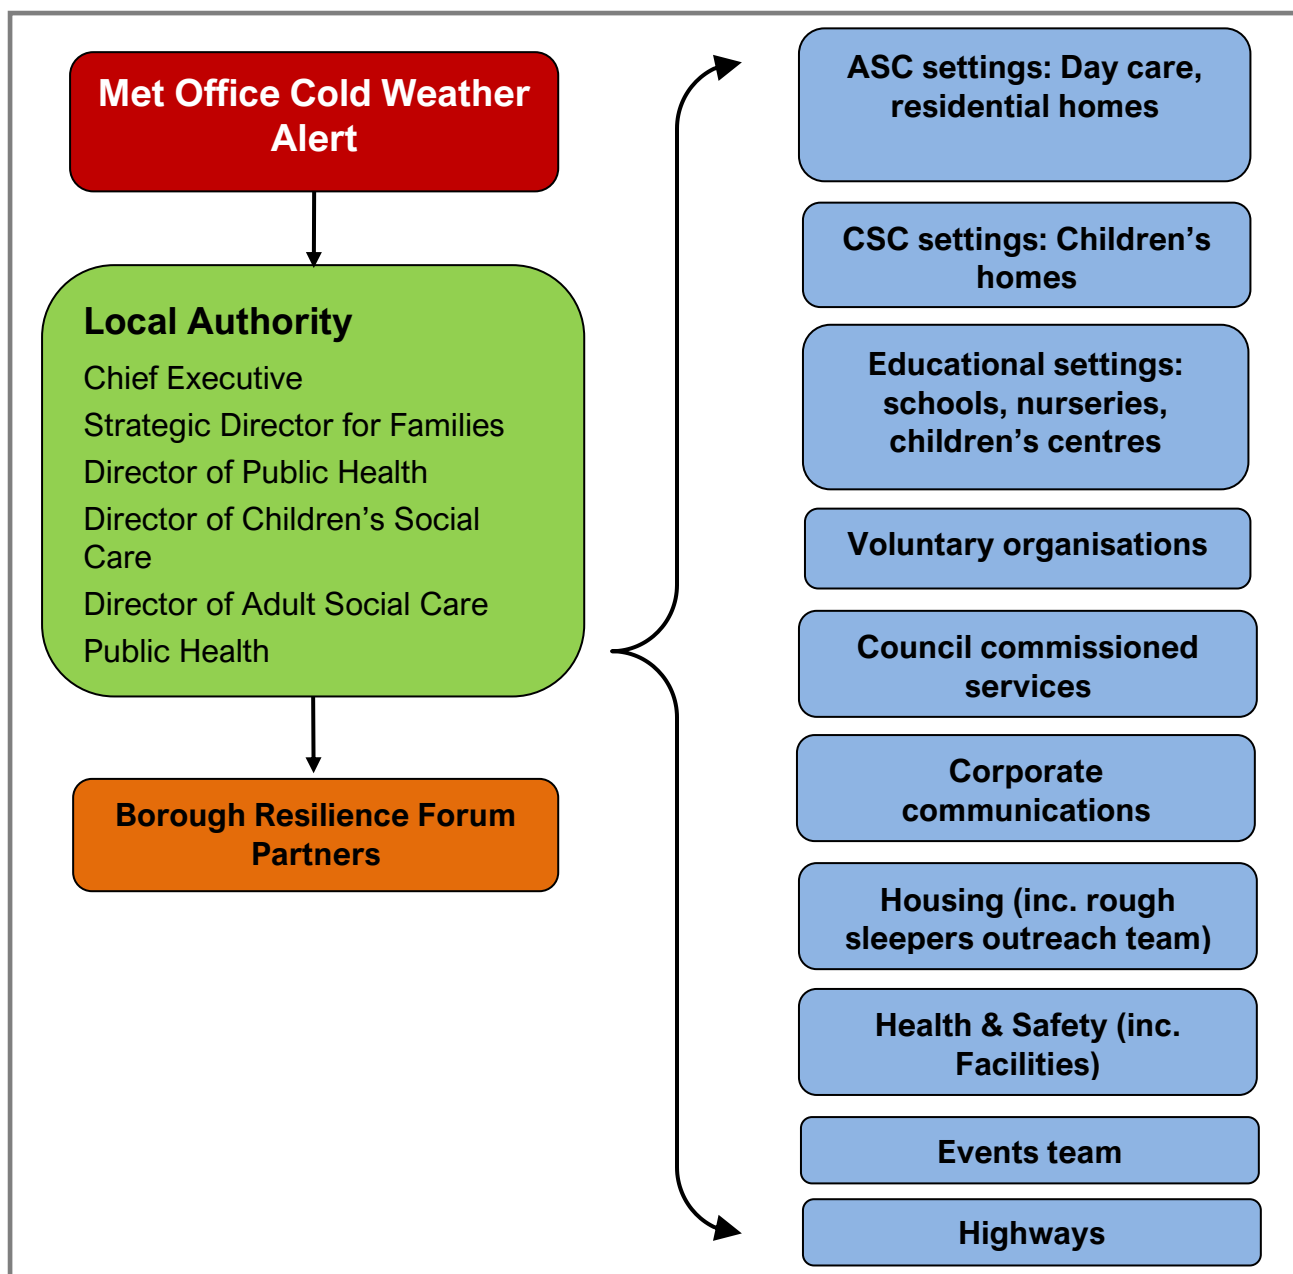 Met Office Cold Weather
Alert
Local Authority
Chief Executive
Strategic Director for Families
Director of Public Health
Director of Children’s Social
Care
Director of Adult Social Care
Public Health
Borough Resilience Forum
Partners
ASC settings: Day care,
residential homes
CSC settings: Children’s
homes
Educational settings:
schools, nurseries,
children’s centres
Voluntary organisations
Council commissioned
services
Corporate
communications
Housing (inc. rough
sleepers outreach team)
Health & Safety (inc.
Facilities)
Events team
Highways